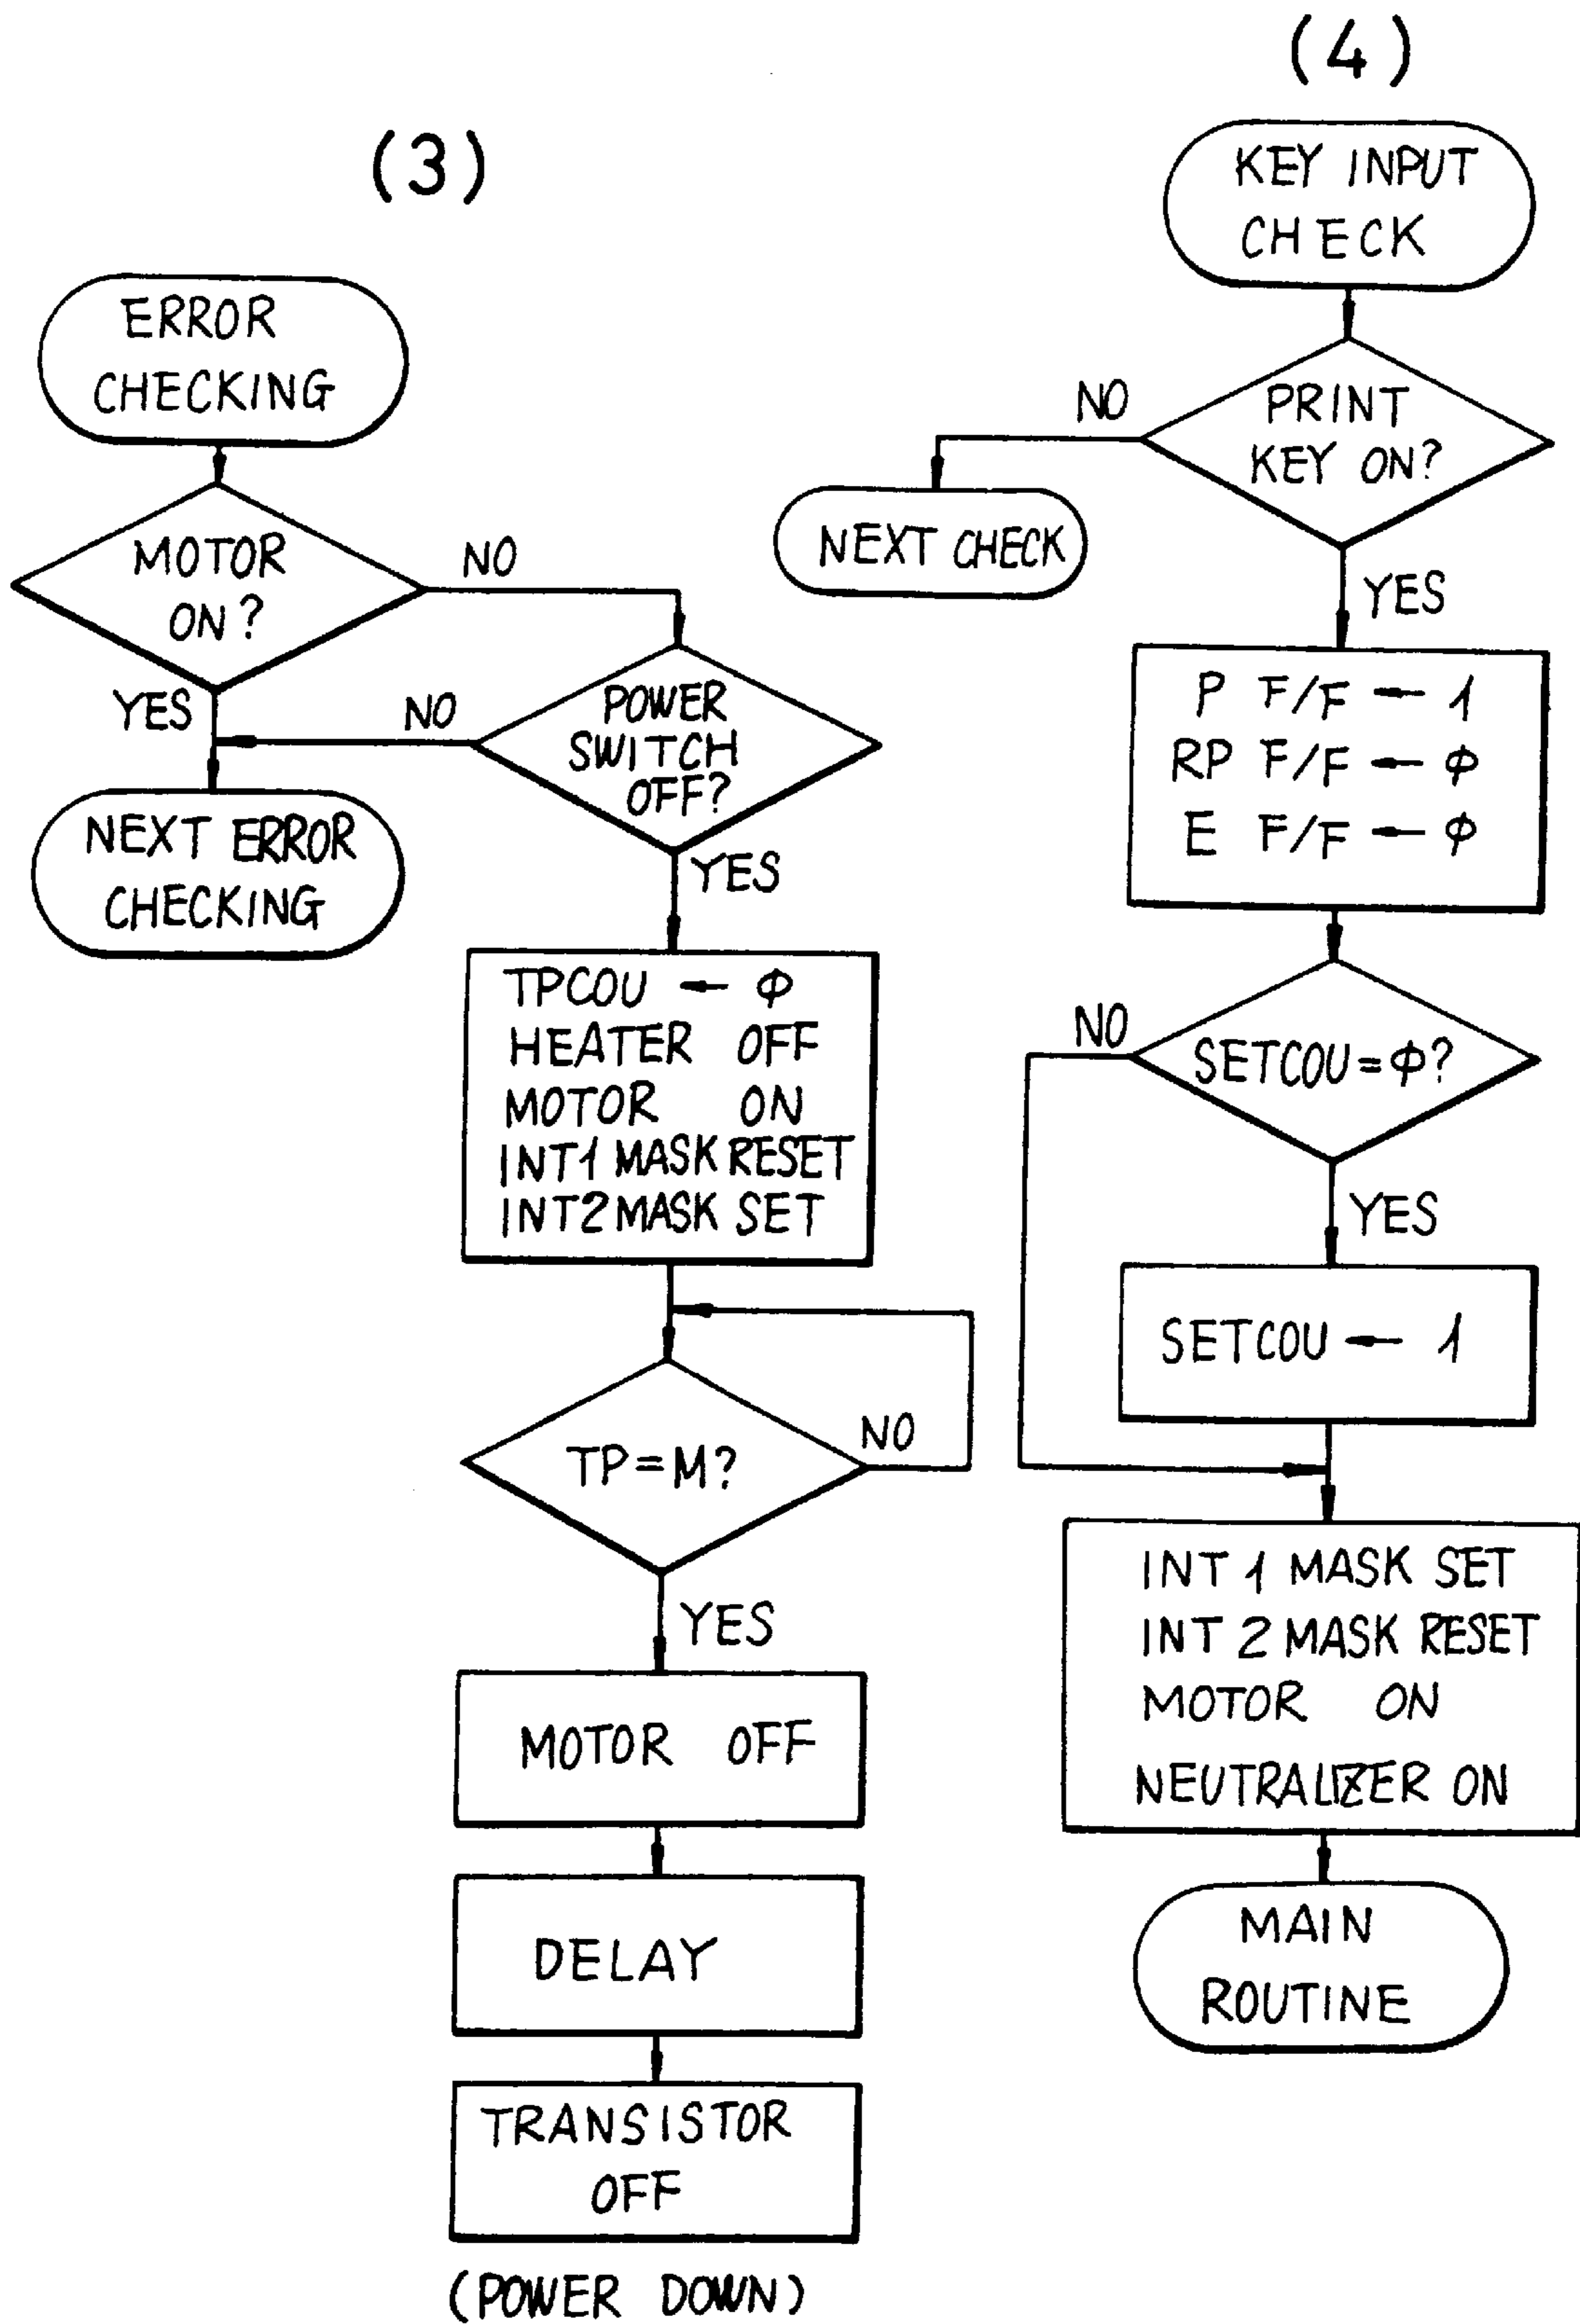 (3)
ERROR
CHECKING
MOTOR
ON?
NO
YES
POWER
SWITCH
OFF?
NO
NEXT ERROR
CHECKING
YES
TPCOU ← ϕ
HEATER OFF
MOTOR ON
INT1 MASK RESET
INT2 MASK SET
TP=M?
NO
YES
MOTOR OFF
DELAY
TRANSISTOR
OFF
(POWER DOWN)
(4)
KEY INPUT
CHECK
PRINT
KEY ON?
NO
NEXT CHECK
YES
P F/F ← 1
RP F/F ← ϕ
E F/F ← ϕ
SETCOU=ϕ?
NO
YES
SETCOU ← 1
INT 1 MASK SET
INT 2 MASK RESET
MOTOR ON
NEUTRALIZER ON
MAIN
ROUTINE